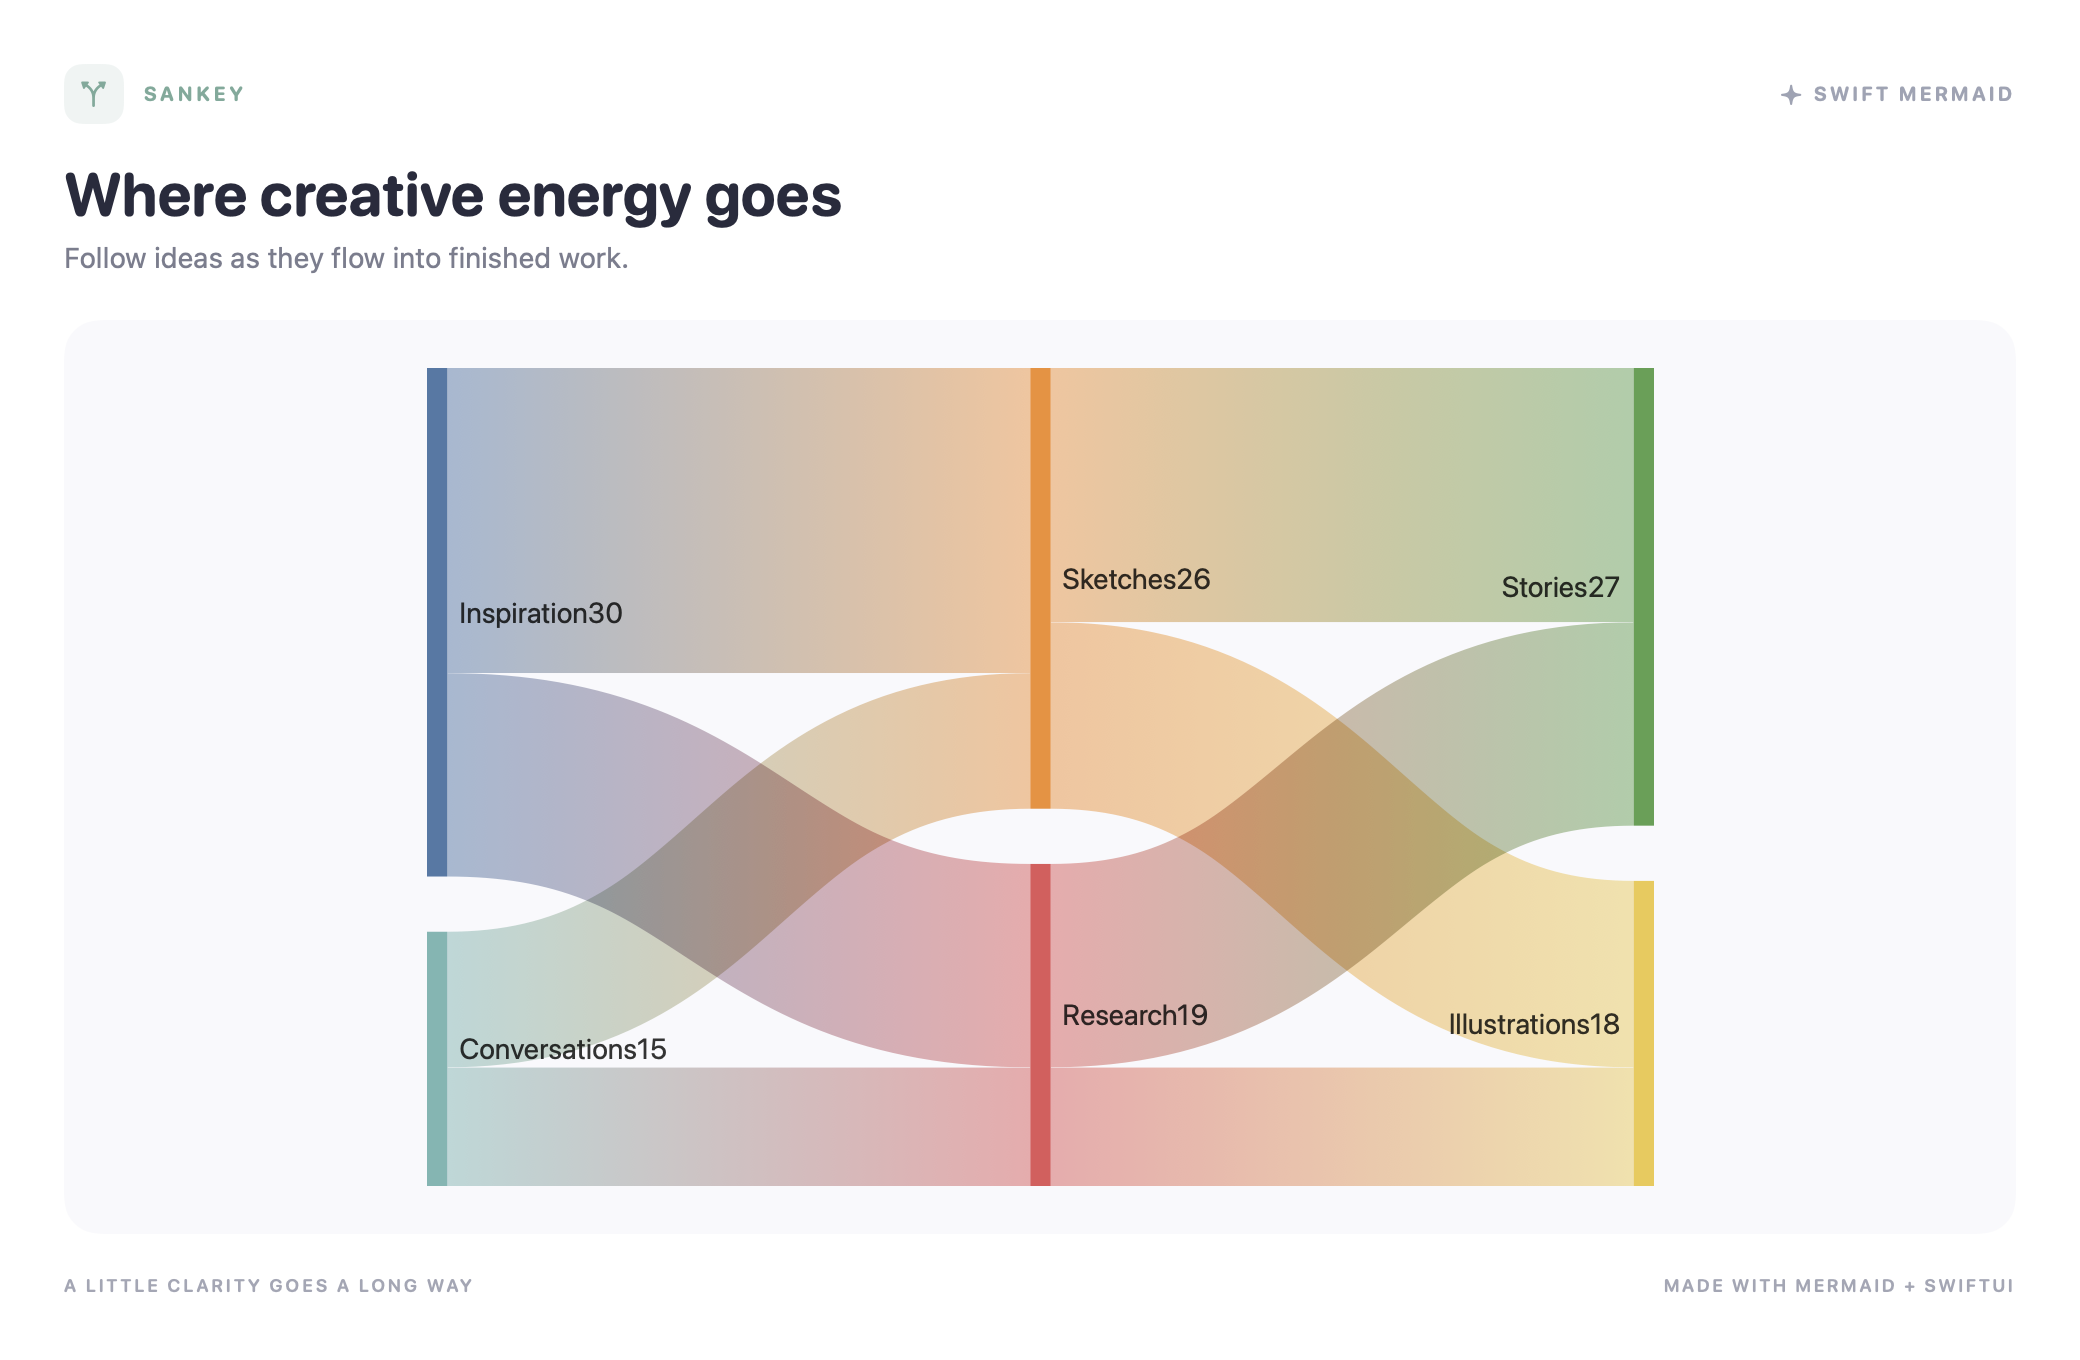 SANKEY
SWIFT MERMAID
Where creative energy goes
Follow ideas as they flow into finished work.
Sketches26
Stories27
Inspiration30
Research19
Illustrations18
Conversations15
A LITTLE CLARITY GOES A LONG WAY
MADE WITH MERMAID + SWIFTUI